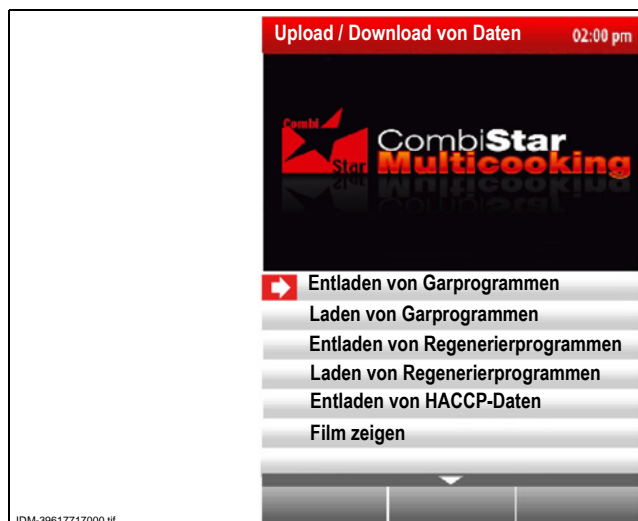 Upload / Download von Daten 02:00 pm
Combi
Star
CombiStar
Multicooking
Entladen von Garprogrammen
Laden von Garprogrammen
Entladen von Regenerierprogrammen
Laden von Regenerierprogrammen
Entladen von HACCP-Daten
Film zeigen
IDM-39617717000.tif